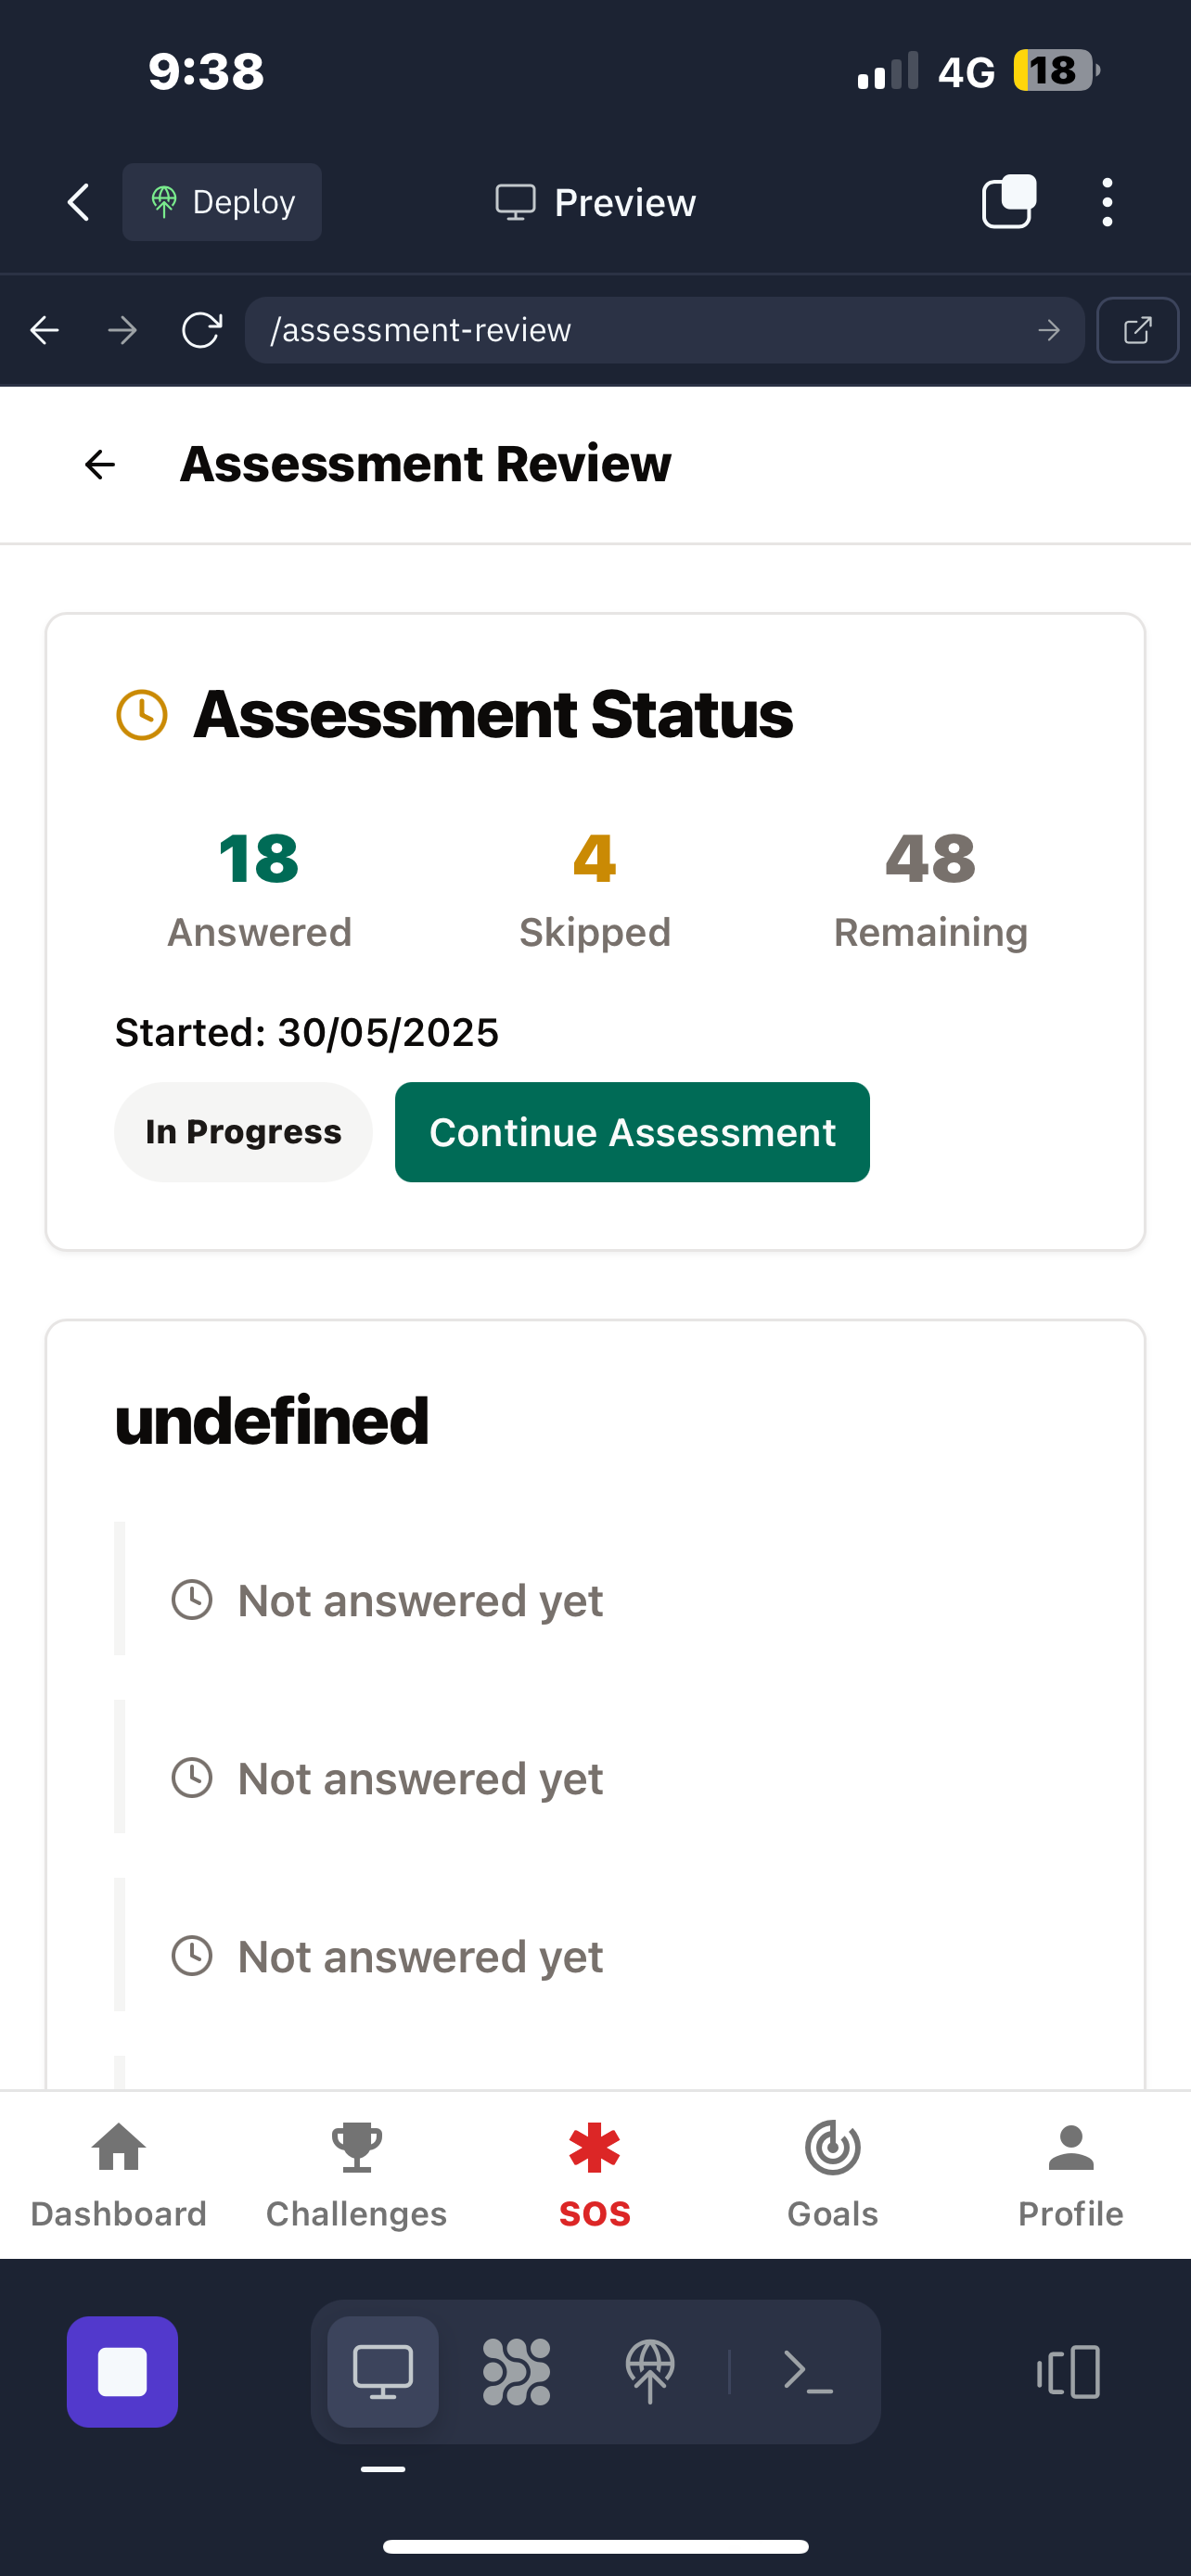 9:38 4G 18
Deploy Preview
/assessment-review
Assessment Review
Assessment Status
18 4 48
Answered Skipped Remaining
Started: 30/05/2025
In Progress Continue Assessment
undefined
Not answered yet
Not answered yet
Not answered yet
Dashboard Challenges SOS Goals Profile